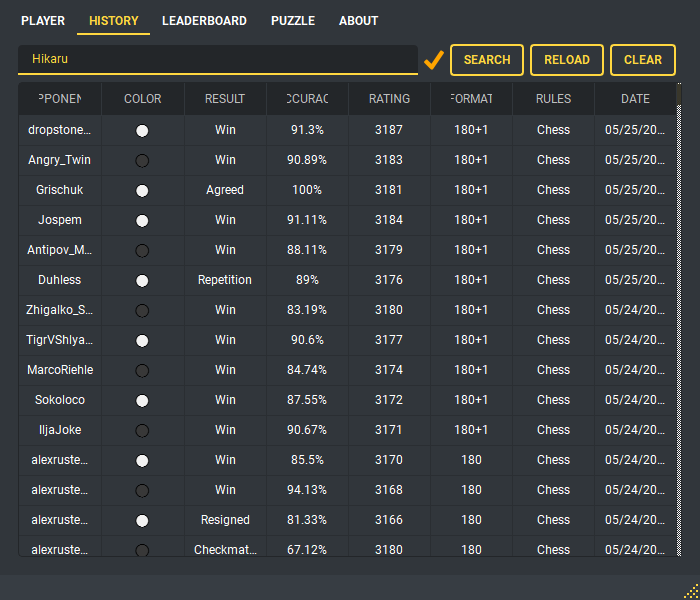 PLAYER HISTORY LEADERBOARD PUZZLE ABOUT
Hikaru SEARCH RELOAD CLEAR
PPONEN COLOR RESULT CCURAC RATING FORMAT RULES DATE
dropstone... Win 91.3% 3187 180+1 Chess 05/25/20...
Angry_Twin Win 90.89% 3183 180+1 Chess 05/25/20...
Grischuk Agreed 100% 3181 180+1 Chess 05/25/20...
Jospem Win 91.11% 3184 180+1 Chess 05/25/20...
Antipov_M... Win 88.11% 3179 180+1 Chess 05/25/20...
Duhless Repetition 89% 3176 180+1 Chess 05/25/20...
Zhigalko_S... Win 83.19% 3180 180+1 Chess 05/24/20...
TigrVShlya... Win 90.6% 3177 180+1 Chess 05/24/20...
MarcoRiehle Win 84.74% 3174 180+1 Chess 05/24/20...
Sokoloco Win 87.55% 3172 180+1 Chess 05/24/20...
IljaJoke Win 90.67% 3171 180+1 Chess 05/24/20...
alexruste... Win 85.5% 3170 180 Chess 05/24/20...
alexruste... Win 94.13% 3168 180 Chess 05/24/20...
alexruste... Resigned 81.33% 3166 180 Chess 05/24/20...
alexruste... Checkmat... 67.12% 3180 180 Chess 05/24/20...